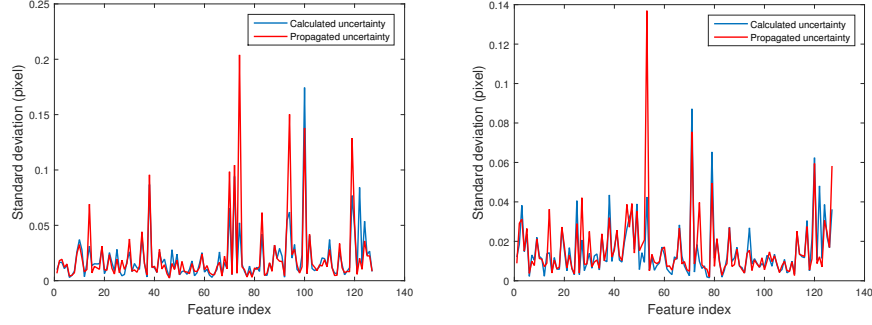 0.25
0.2
0.15
0.1
0.05
0
0 20 40 60 80 100 120 140
Standard deviation (pixel)
Feature index
Calculated uncertainty
Propagated uncertainty
0.14
0.12
0.1
0.08
0.06
0.04
0.02
0
0 20 40 60 80 100 120 140
Standard deviation (pixel)
Feature index
Calculated uncertainty
Propagated uncertainty